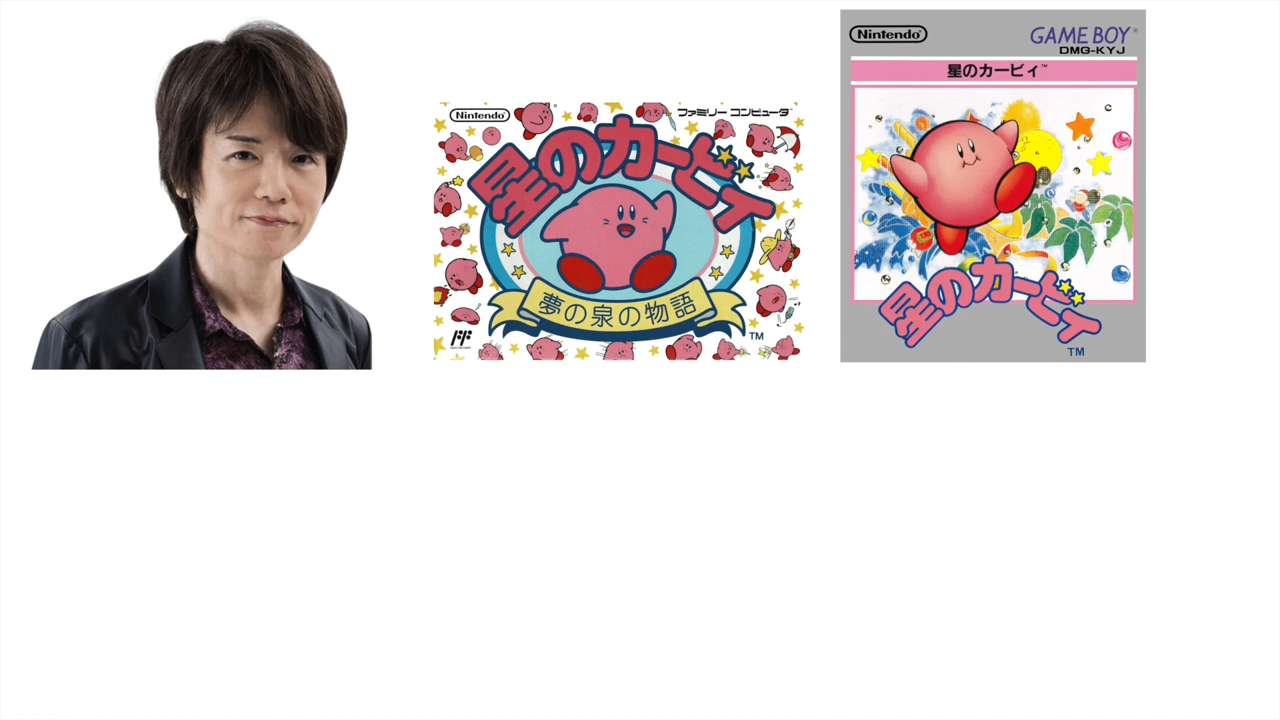 Nintendo
ファミリー コンピュータ™
星のカービィ
夢の泉の物語
TM
Nintendo
GAME BOY®
DMG-KYJ
星のカービィ™
星のカービィ
TM